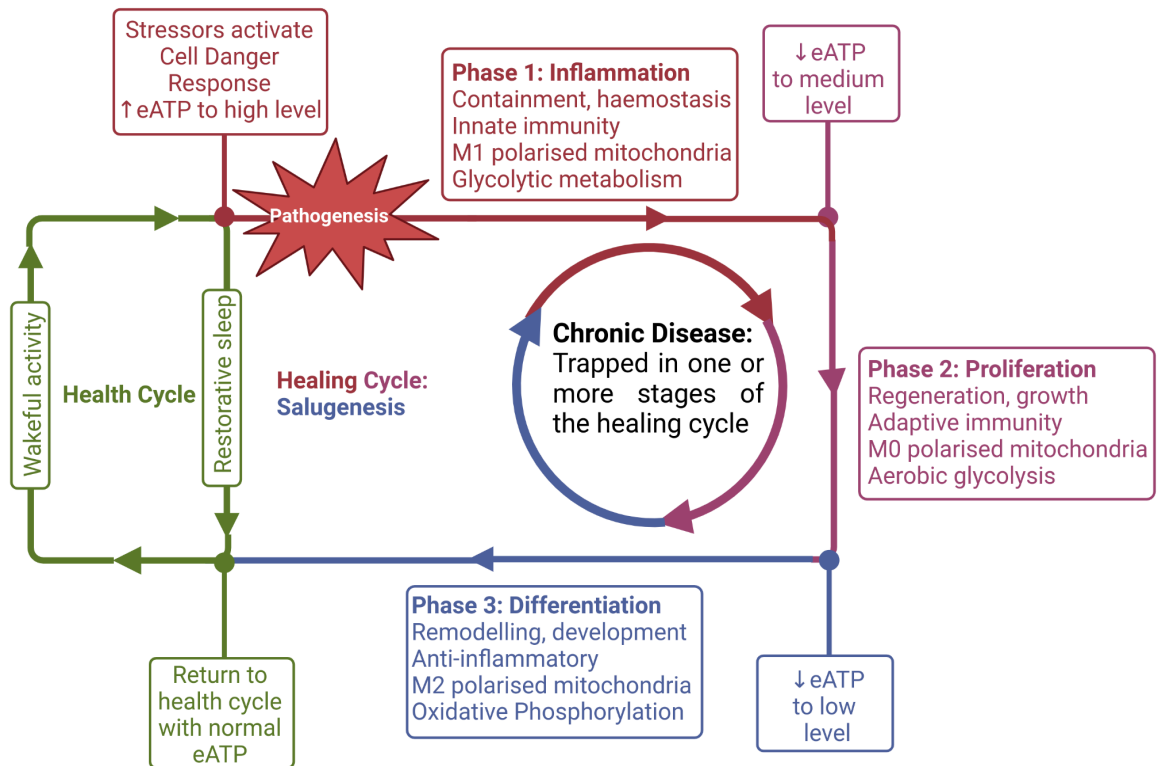 Stressors activate
Cell Danger
Response
↑eATP to high level
Phase 1: Inflammation
Containment, haemostasis
Innate immunity
M1 polarised mitochondria
Glycolytic metabolism
↓eATP
to medium
level
Pathogenesis
Wakeful activity
Health Cycle
Restorative sleep
Healing Cycle:
Salugenesis
Chronic Disease:
Trapped in one or
more stages of
the healing cycle
Phase 2: Proliferation
Regeneration, growth
Adaptive immunity
M0 polarised mitochondria
Aerobic glycolysis
Phase 3: Differentiation
Remodelling, development
Anti-inflammatory
M2 polarised mitochondria
Oxidative Phosphorylation
Return to
health cycle
with normal
eATP
↓eATP
to low
level